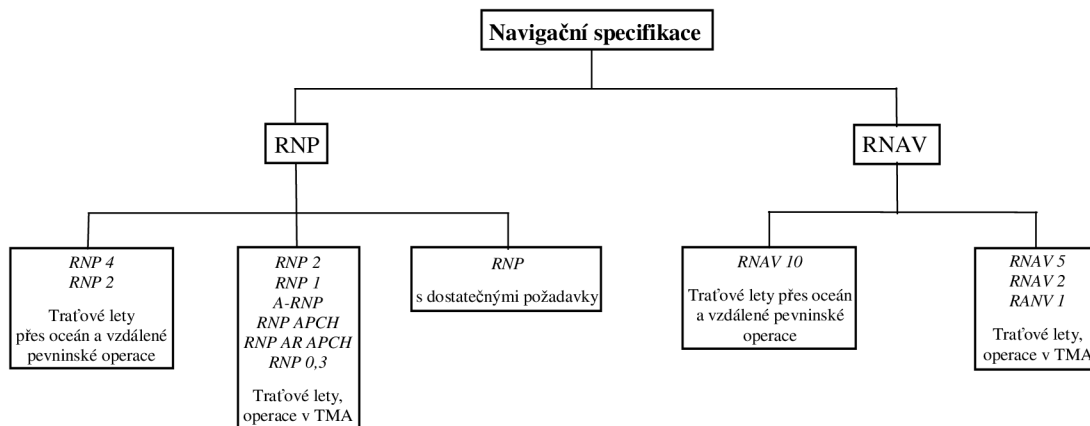 Navigační specifikace
RNP
RNAV
RNP 4
RNP 2
Traťové lety
přes oceán a vzdálené
pevninské operace
RNP 2
RNP 1
A-RNP
RNP APCH
RNP AR APCH
RNP 0,3
Traťové lety,
operace v TMA
RNP
s dostatečnými požadavky
RNAV 10
Traťové lety přes oceán
a vzdálené pevninské
operace
RNAV 5
RNAV 2
RANV 1
Traťové lety,
operace v TMA